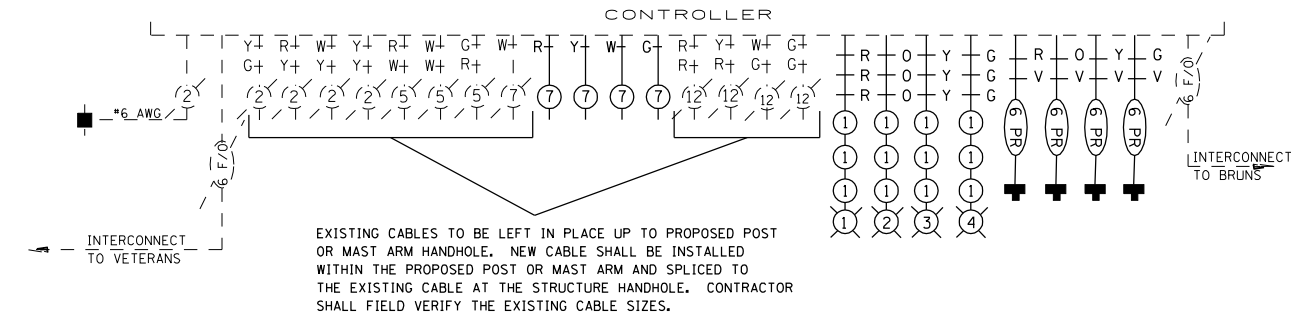 CONTROLLER
Y R W Y R W G W R Y W G R Y W G
G Y Y Y W W R R R G G
R O Y G R O Y G
R O Y G V V V V
R O Y G
2 2 2 2 2 5 5 5 7 7 7 7 7 12 12 12 12
#6 AWG
6 F/O
6 F/O
6 PR 6 PR 6 PR 6 PR
1 1 1 1
1 1 1 1
1 1 1 1
1 2 3 4
INTERCONNECT
TO BRUNS
INTERCONNECT
TO VETERANS
EXISTING CABLES TO BE LEFT IN PLACE UP TO PROPOSED POST
OR MAST ARM HANDHOLE. NEW CABLE SHALL BE INSTALLED
WITHIN THE PROPOSED POST OR MAST ARM AND SPLICED TO
THE EXISTING CABLE AT THE STRUCTURE HANDHOLE. CONTRACTOR
SHALL FIELD VERIFY THE EXISTING CABLE SIZES.